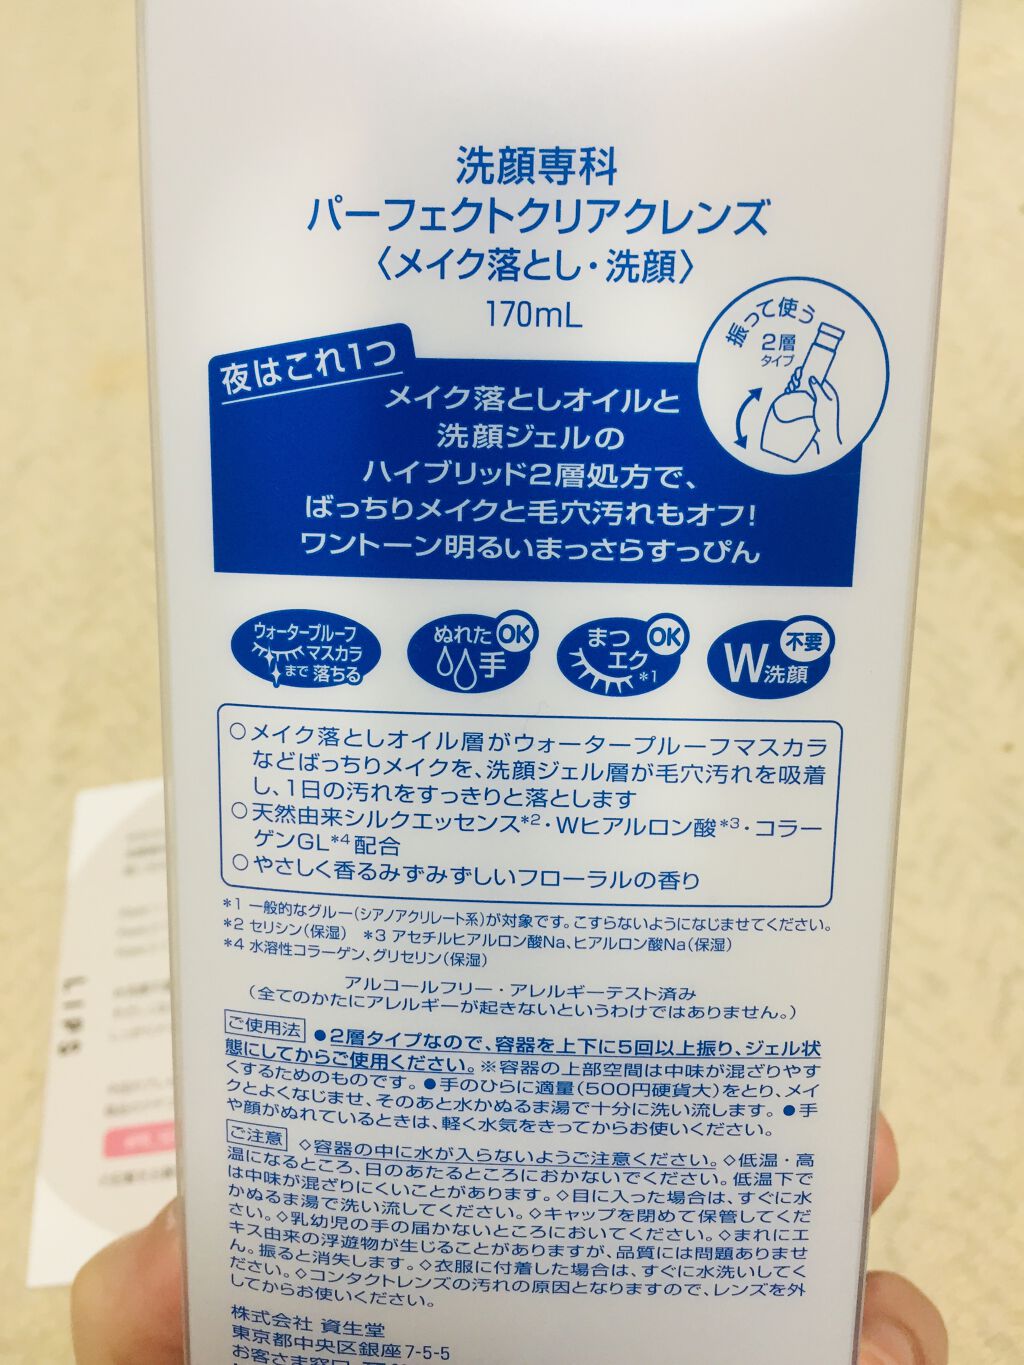 洗顔専科
パーフェクトクリアクレンズ
〈メイク落とし・洗顔〉
170mL
振って使う
2層
タイプ
夜はこれ1つ
メイク落としオイルと
洗顔ジェルの
ハイブリッド2層処方で、
ばっちりメイクと毛穴汚れもオフ!
ワントーン明るいまっさらすっぴん
ウォータープルーフ
マスカラ
まで落ちる
ぬれた
手
OK
まつ
エク*1
OK
W洗顔
不要
○メイク落としオイル層がウォータープルーフマスカラ
などばっちりメイクを、洗顔ジェル層が毛穴汚れを吸着
し、1日の汚れをすっきりと落とします
○天然由来シルクエッセンス*2・Wヒアルロン酸*3・コラー
ゲンGL*4配合
○やさしく香るみずみずしいフローラルの香り
*1 一般的なグルー(シアノアクリレート系)が対象です。こすらないようになじませてください。
*2 セリシン(保湿) *3 アセチルヒアルロン酸Na、ヒアルロン酸Na(保湿)
*4 水溶性コラーゲン、グリセリン(保湿)
アルコールフリー・アレルギーテスト済み
(全てのかたにアレルギーが起きないというわけではありません。)
ご使用法 ●2層タイプなので、容器を上下に5回以上振り、ジェル状
態にしてからご使用ください。※容器の上部空間は中味が混ざりやす
くするためのものです。●手のひらに適量(500円硬貨大)をとり、メイ
クとよくなじませ、そのあと水かぬるま湯で十分に洗い流します。●手
や顔がぬれているときは、軽く水気をきってからお使いください。
ご注意 ◇容器の中に水が入らないようご注意ください。◇低温・高
温になるところ、日のあたるところにおかないでください。低温下で
は中味が混ざりにくいことがあります。◇目に入った場合は、すぐに水
かぬるま湯で洗い流してください。◇キャップを閉めて保管してくだ
さい。◇乳幼児の手の届かないところにおいてください。◇まれにエ
キス由来の浮遊物が生じることがありますが、品質には問題ありませ
ん。振ると消失します。◇衣服に付着した場合は、すぐに水洗いしてく
ださい。◇コンタクトレンズの汚れの原因となりますので、レンズを外
してからお使いください。
株式会社 資生堂
東京都中央区銀座7-5-5
お客さま窓口
LIPS